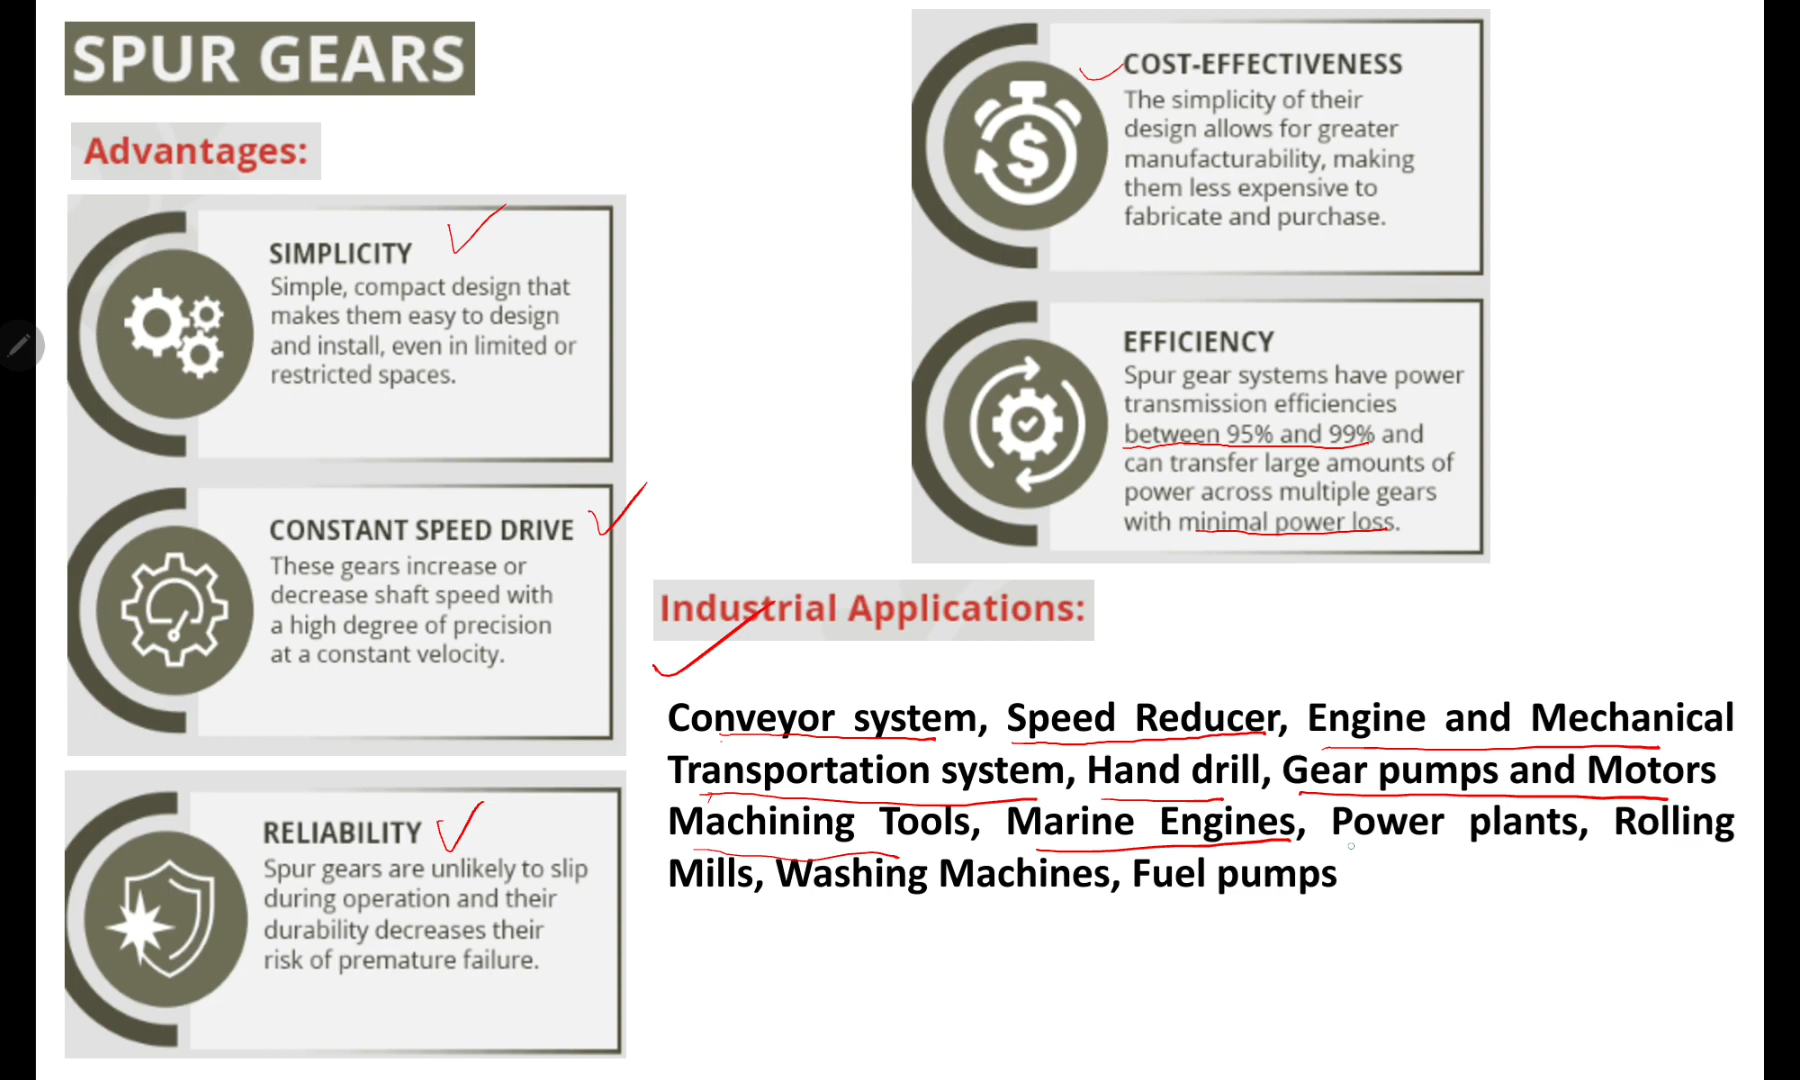 SPUR GEARS
Advantages:
SIMPLICITY
Simple, compact design that
makes them easy to design
and install, even in limited or
restricted spaces.
CONSTANT SPEED DRIVE
These gears increase or
decrease shaft speed with
a high degree of precision
at a constant velocity.
RELIABILITY
Spur gears are unlikely to slip
during operation and their
durability decreases their
risk of premature failure.
$
COST-EFFECTIVENESS
The simplicity of their
design allows for greater
manufacturability, making
them less expensive to
fabricate and purchase.
EFFICIENCY
Spur gear systems have power
transmission efficiencies
between 95% and 99% and
can transfer large amounts of
power across multiple gears
with minimal power loss.
Industrial Applications:
Conveyor system, Speed Reducer, Engine and Mechanical
Transportation system, Hand drill, Gear pumps and Motors
Machining Tools, Marine Engines, Power plants, Rolling
Mills, Washing Machines, Fuel pumps